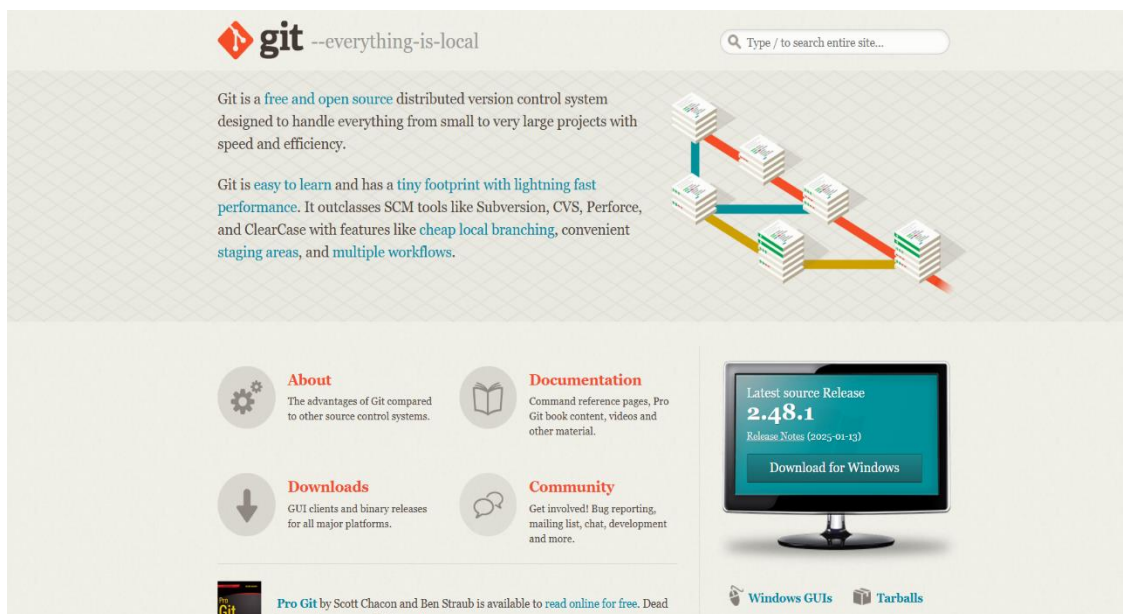 git --everything-is-local
Type / to search entire site...
Git is a free and open source distributed version control system
designed to handle everything from small to very large projects with
speed and efficiency.
Git is easy to learn and has a tiny footprint with lightning fast
performance. It outclasses SCM tools like Subversion, CVS, Perforce,
and ClearCase with features like cheap local branching, convenient
staging areas, and multiple workflows.
About
The advantages of Git compared
to other source control systems.
Documentation
Command reference pages, Pro
Git book content, videos and
other material.
Downloads
GUI clients and binary releases
for all major platforms.
Community
Get involved! Bug reporting,
mailing list, chat, development
and more.
Latest source Release
2.48.1
Release Notes (2025-01-13)
Download for Windows
Windows GUIs
Tarballs
Pro
Git
Pro Git by Scott Chacon and Ben Straub is available to read online for free. Dead